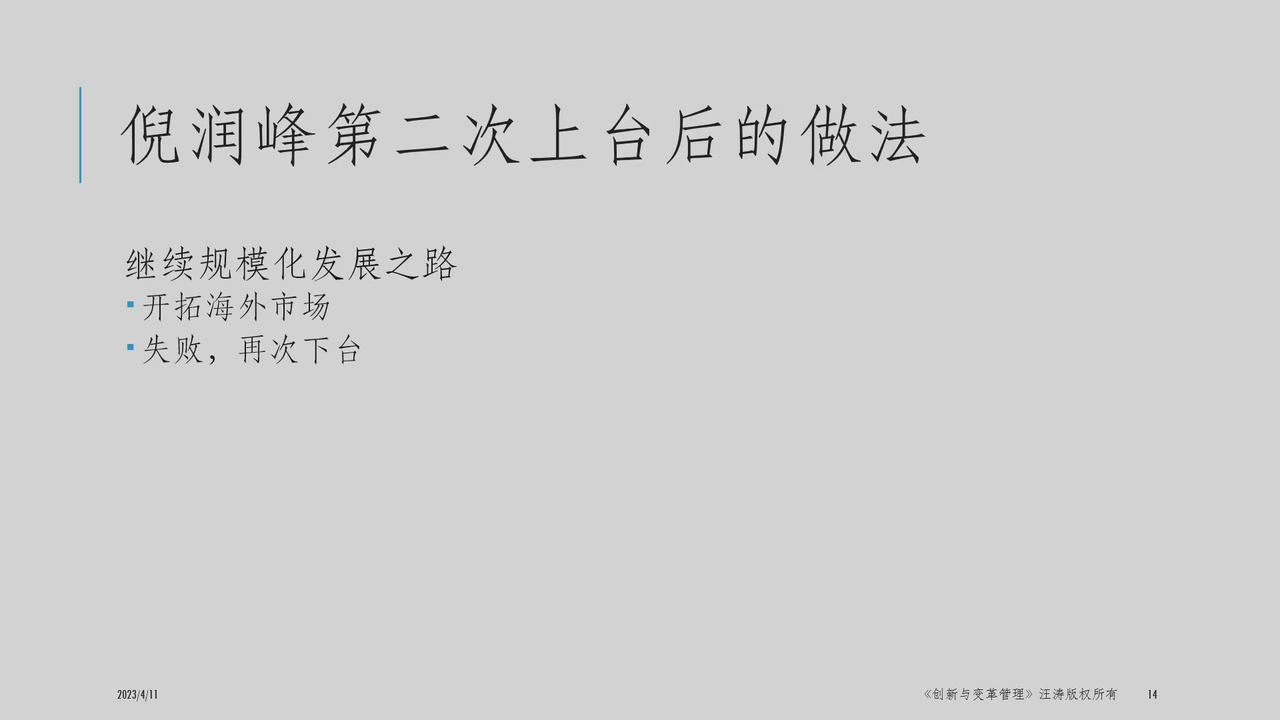 倪润峰第二次上台后的做法
继续规模化发展之路
▪开拓海外市场
▪失败，再次下台
2023/4/11 《创新与变革管理》汪涛版权所有 14